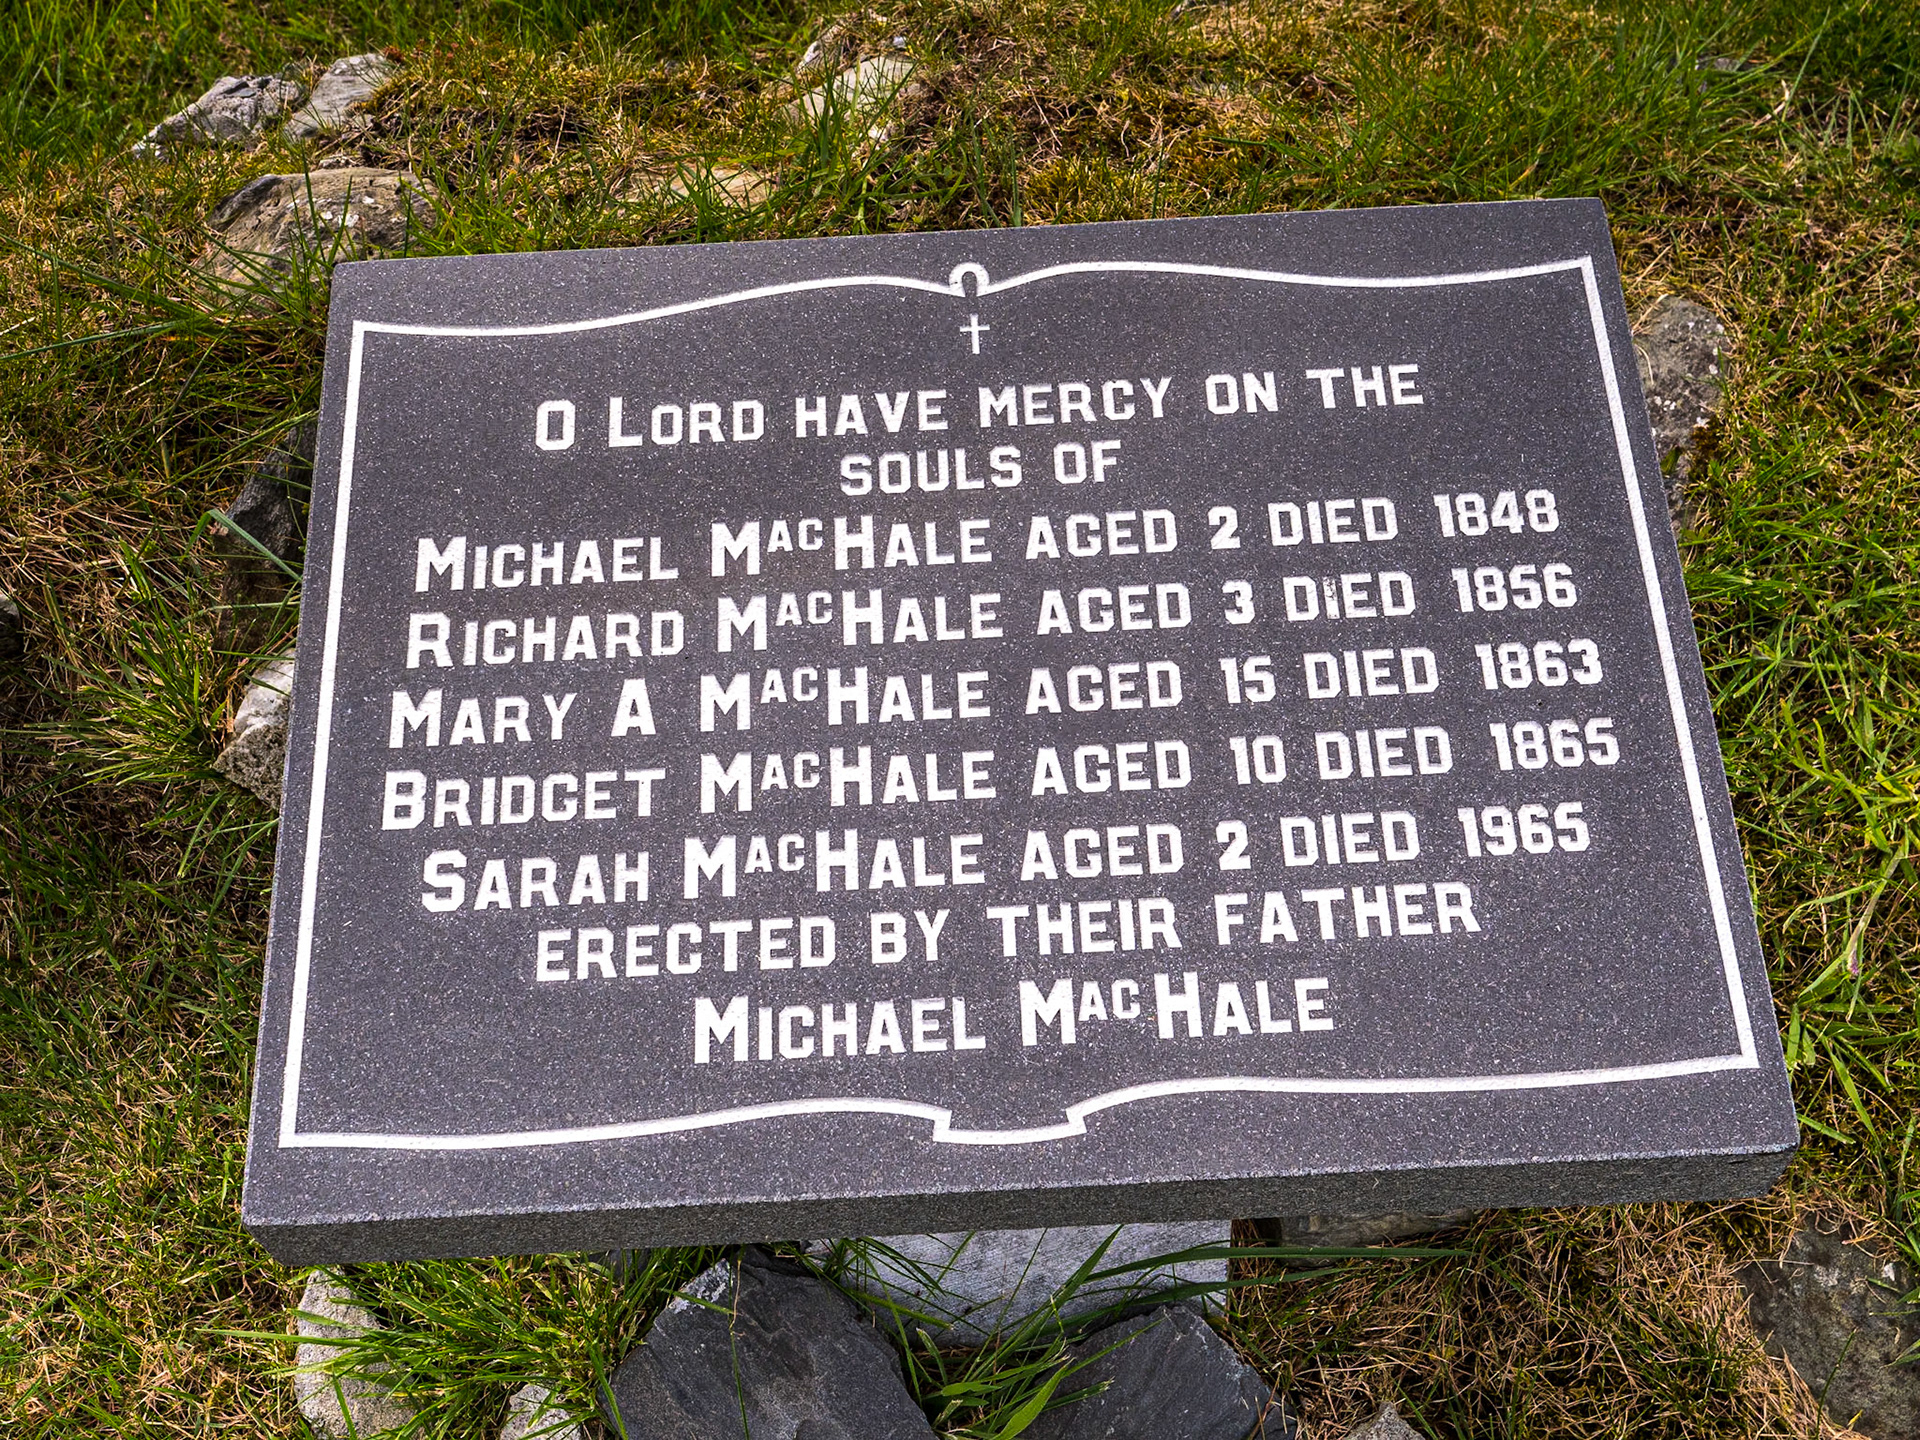 O Lord have mercy on the
souls of
Michael MacHale aged 2 died 1848
Richard MacHale aged 3 died 1856
Mary A MacHale aged 15 died 1863
Bridget MacHale aged 10 died 1865
Sarah MacHale aged 2 died 1965
erected by their father
Michael MacHale